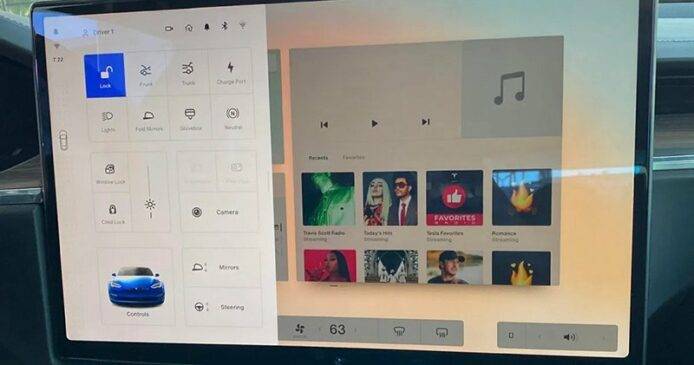 Driver 1
7:22
Lock
Frunk
Trunk
Charge Port
Lights
Fold Mirrors
Glovebox
Neutral
Window Lock
Child Lock
Camera
Mirrors
Steering
Controls
Recents
Favorites
FAVORITES
RADIO
Travis Scott Radio
Streaming
Today's Hits
Streaming
Tesla Favorites
Streaming
Romance
Streaming
63